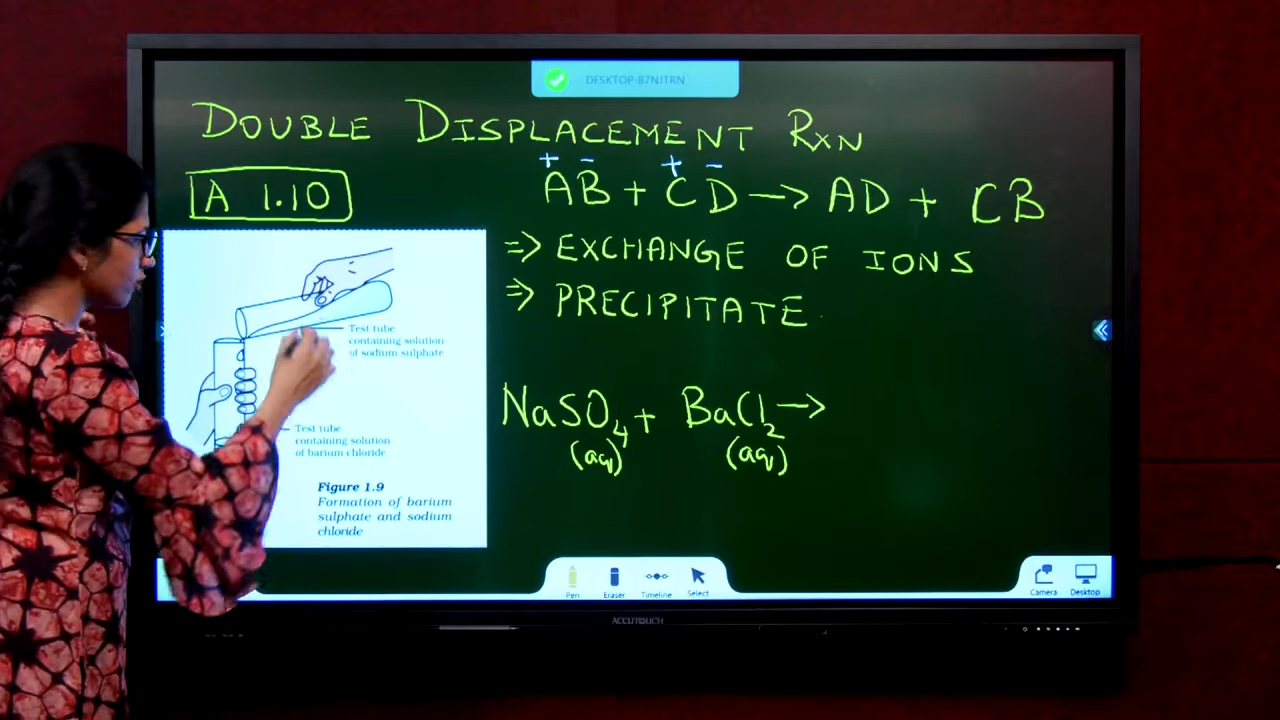 DESKTOP-B7NJTRN
DOUBLE DISPLACEMENT RXN
A 1.10
+ - + -
AB + CD → AD + CB
⇒ EXCHANGE OF IONS
⇒ PRECIPITATE
Test tube
containing solution
of sodium sulphate
NaSO4 + BaCl2 →
(aq) (aq)
Test tube
containing solution
of barium chloride
Figure 1.9
Formation of barium
sulphate and sodium
chloride
Pen Eraser Timeline Select
Camera Desktop
ACCUTOUCH